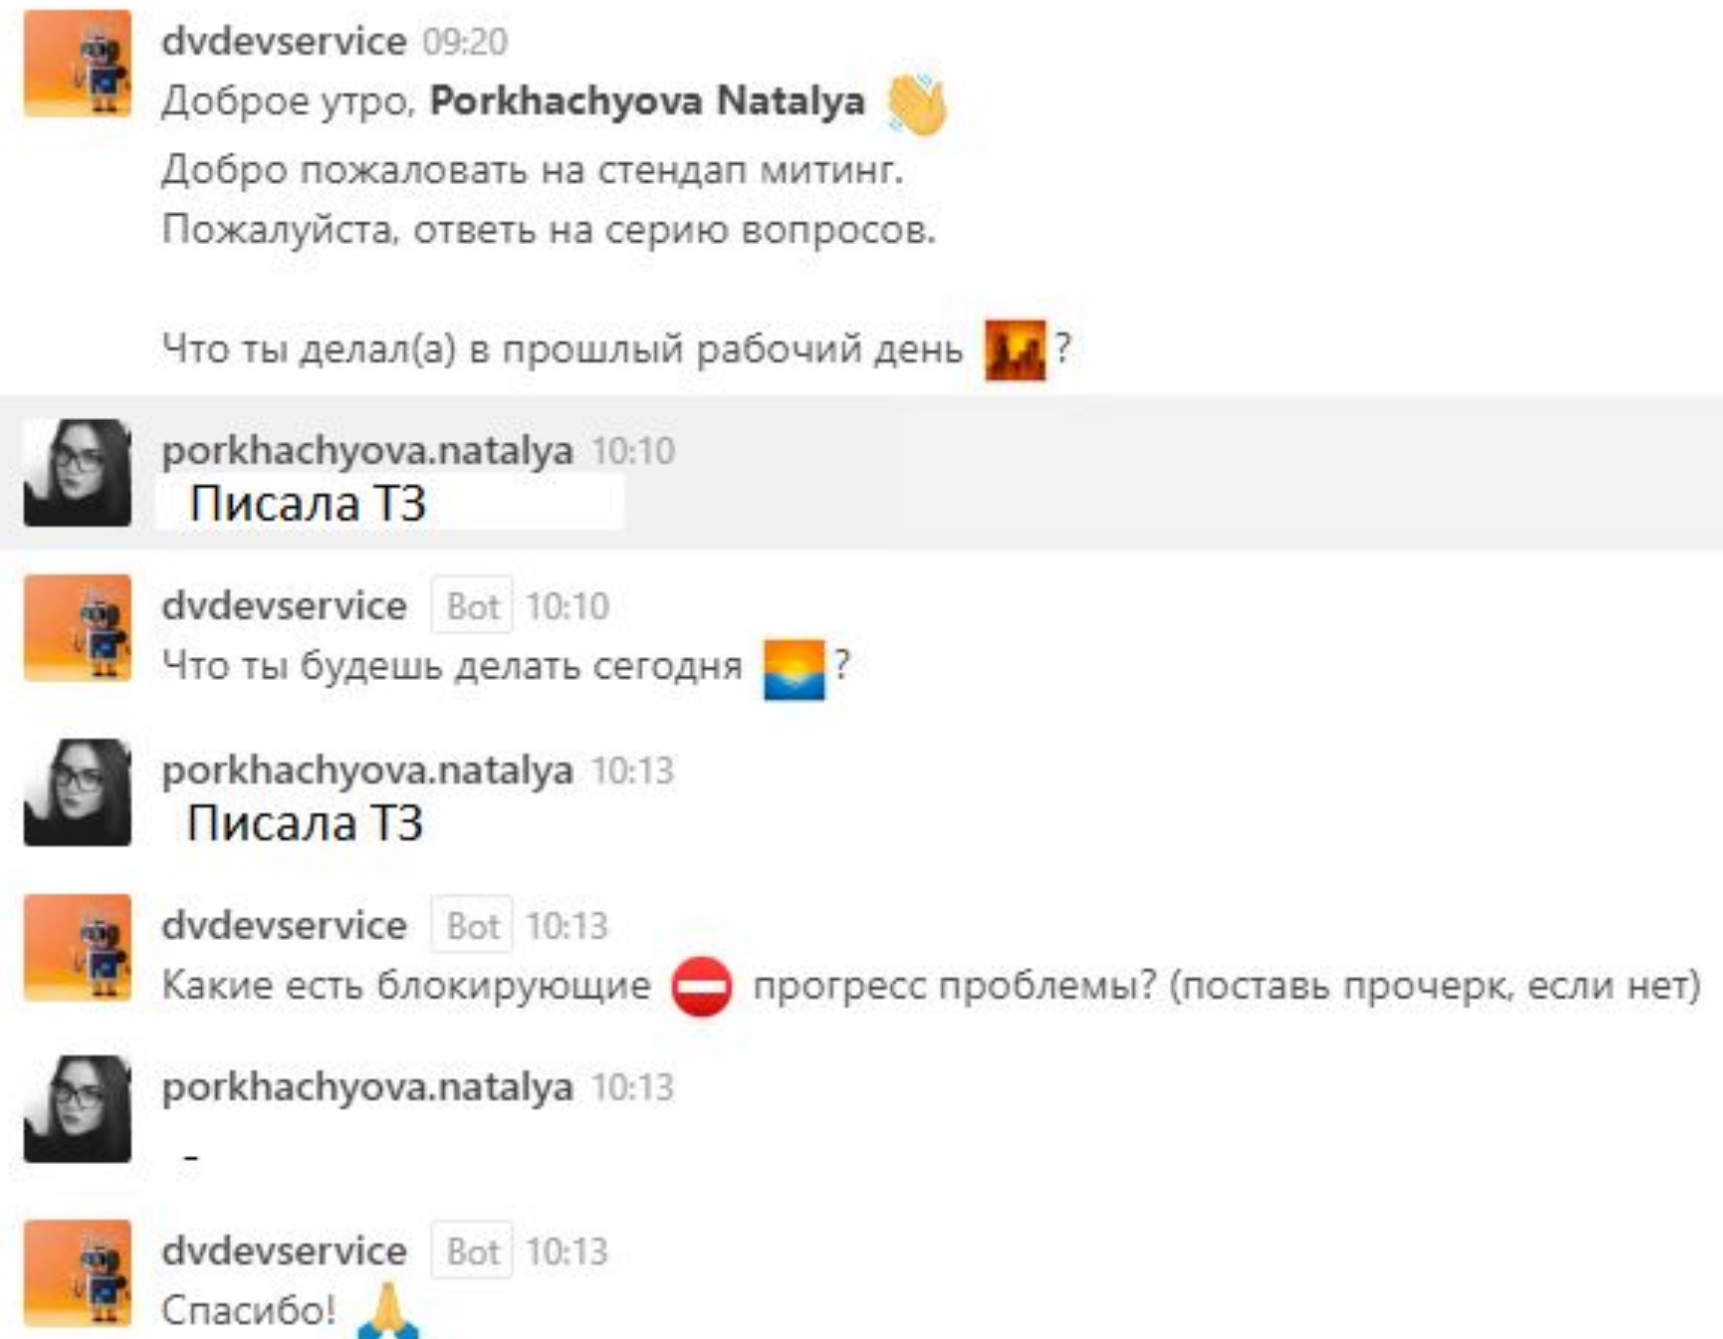 dvdevservice 09:20
Доброе утро, Porkhachyova Natalya
Добро пожаловать на стендап митинг.
Пожалуйста, ответь на серию вопросов.
Что ты делал(а) в прошлый рабочий день ?
porkhachyova.natalya 10:10
Писала ТЗ
dvdevservice Bot 10:10
Что ты будешь делать сегодня ?
porkhachyova.natalya 10:13
Писала ТЗ
dvdevservice Bot 10:13
Какие есть блокирующие прогресс проблемы? (поставь прочерк, если нет)
porkhachyova.natalya 10:13
-
dvdevservice Bot 10:13
Спасибо!